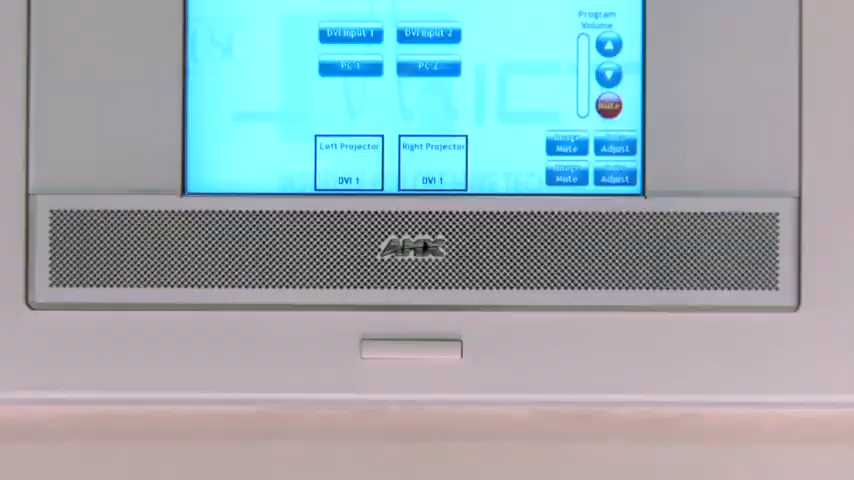 Program
Volume
DVI Input 1
DVI Input 2
PC 1
PC 2
Mute
Left Projector
DVI 1
Right Projector
DVI 1
Image
Mute
Adjust
Image
Mute
Adjust
AMX